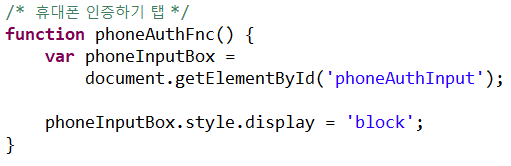 /* 휴대폰 인증하기 탭 */
function phoneAuthFnc() {
    var phoneInputBox =
        document.getElementById('phoneAuthInput');

    phoneInputBox.style.display = 'block';
}